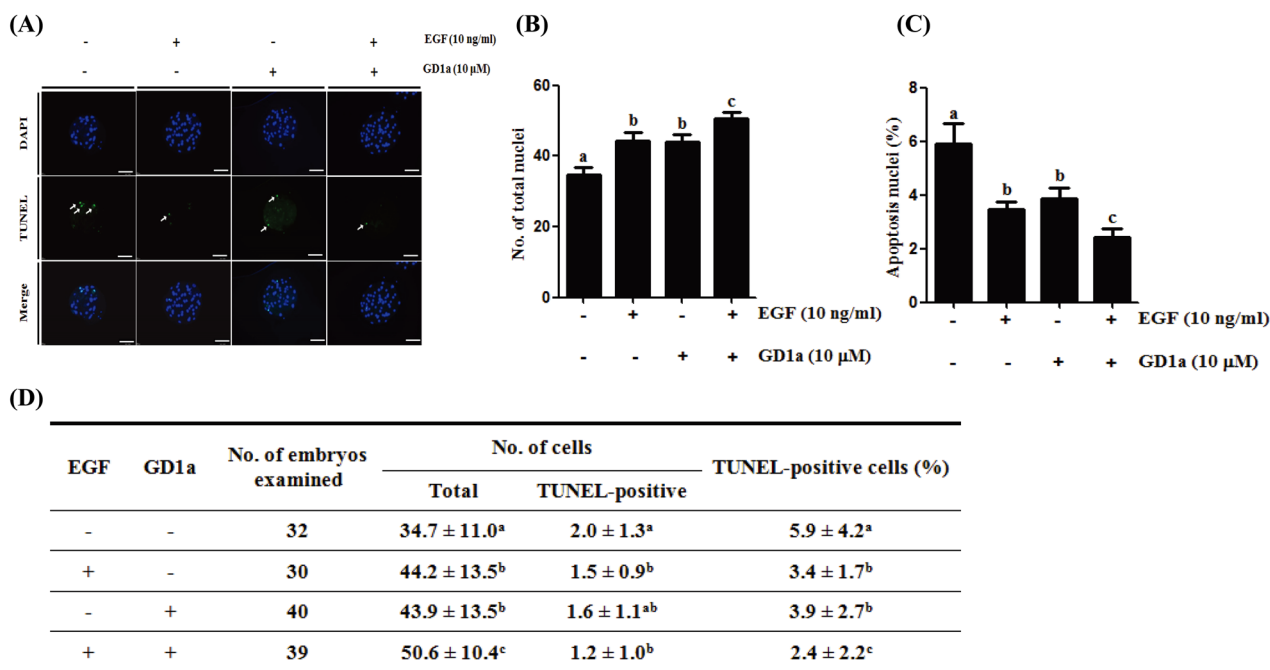 (A)
- + - + EGF (10 ng/ml)
- - + + GD1a (10 μM)
DAPI
TUNEL
Merge
(B)
No. of total nuclei
60
40
20
0
a
b
b
c
- + - + EGF (10 ng/ml)
- - + + GD1a (10 μM)
(C)
Apoptosis nuclei (%)
8
6
4
2
0
a
b
b
c
- + - + EGF (10 ng/ml)
- - + + GD1a (10 μM)
(D)
EGF GD1a No. of embryos examined No. of cells TUNEL-positive cells (%)
Total TUNEL-positive
- - 32 34.7 ± 11.0ᵃ 2.0 ± 1.3ᵃ 5.9 ± 4.2ᵃ
+ - 30 44.2 ± 13.5ᵇ 1.5 ± 0.9ᵇ 3.4 ± 1.7ᵇ
- + 40 43.9 ± 13.5ᵇ 1.6 ± 1.1ᵃᵇ 3.9 ± 2.7ᵇ
+ + 39 50.6 ± 10.4ᶜ 1.2 ± 1.0ᵇ 2.4 ± 2.2ᶜ